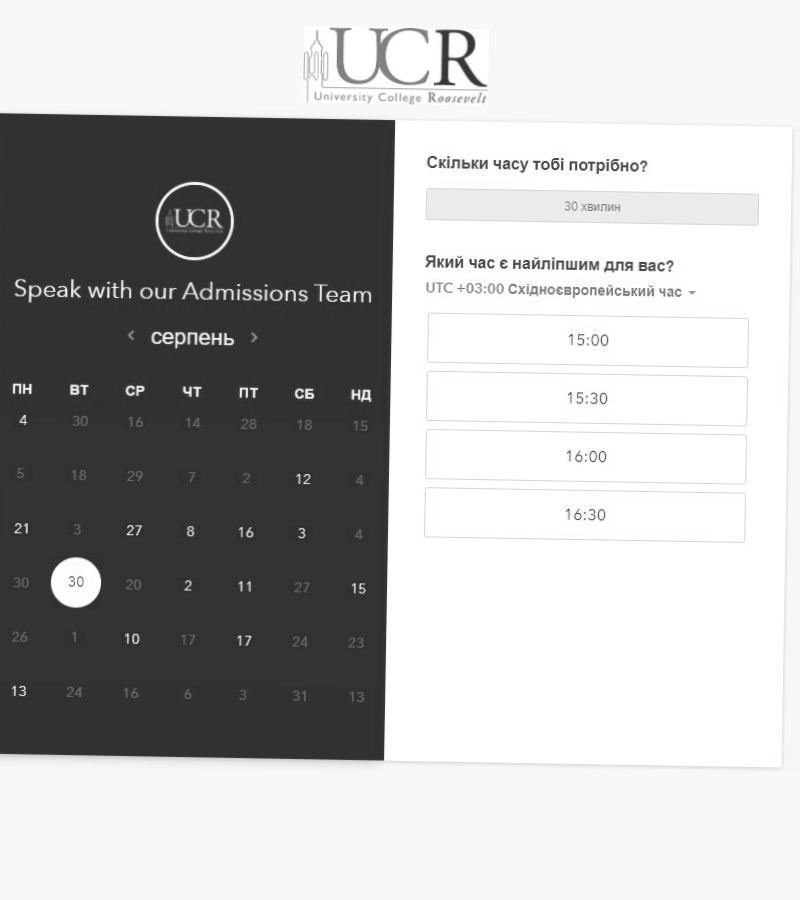 UCR
University College Roosevelt
UCR
Speak with our Admissions Team
серпень
ПН ВТ СР ЧТ ПТ СБ НД
4 30 16 14 28 18 15
5 18 29 7 2 12 4
21 3 27 8 16 3 4
30 30 20 2 11 27 15
26 1 10 17 17 24 23
13 24 16 6 3 31 13
Скільки часу тобі потрібно?
30 хвилин
Який час є найліпшим для вас?
UTC +03:00 Східноєвропейський час
15:00
15:30
16:00
16:30